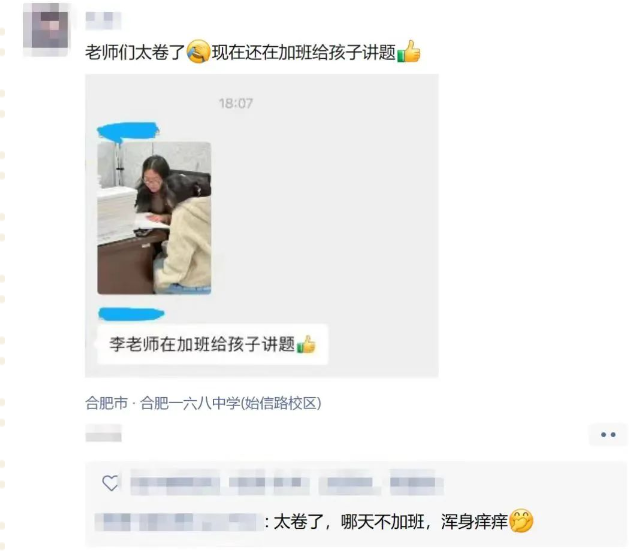 老师们太卷了😂现在还在加班给孩子讲题👍
18:07
李老师在加班给孩子讲题👍
合肥市 · 合肥一六八中学(始信路校区)
: 太卷了，哪天不加班，浑身痒痒🤭